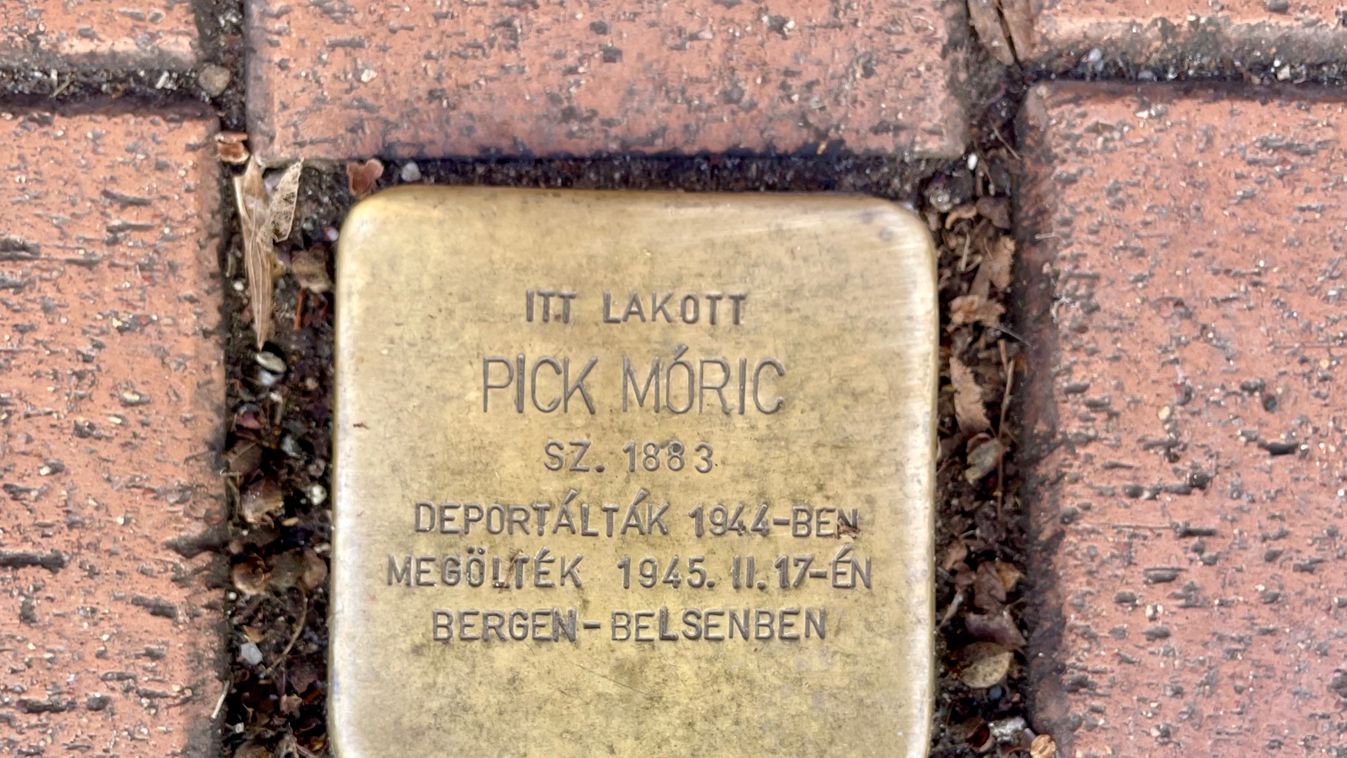 ITT LAKOTT
PICK MÓRIC
SZ. 1883
DEPORTÁLTÁK 1944-BEN
MEGÖLTÉK 1945. II.17-ÉN
BERGEN-BELSENBEN